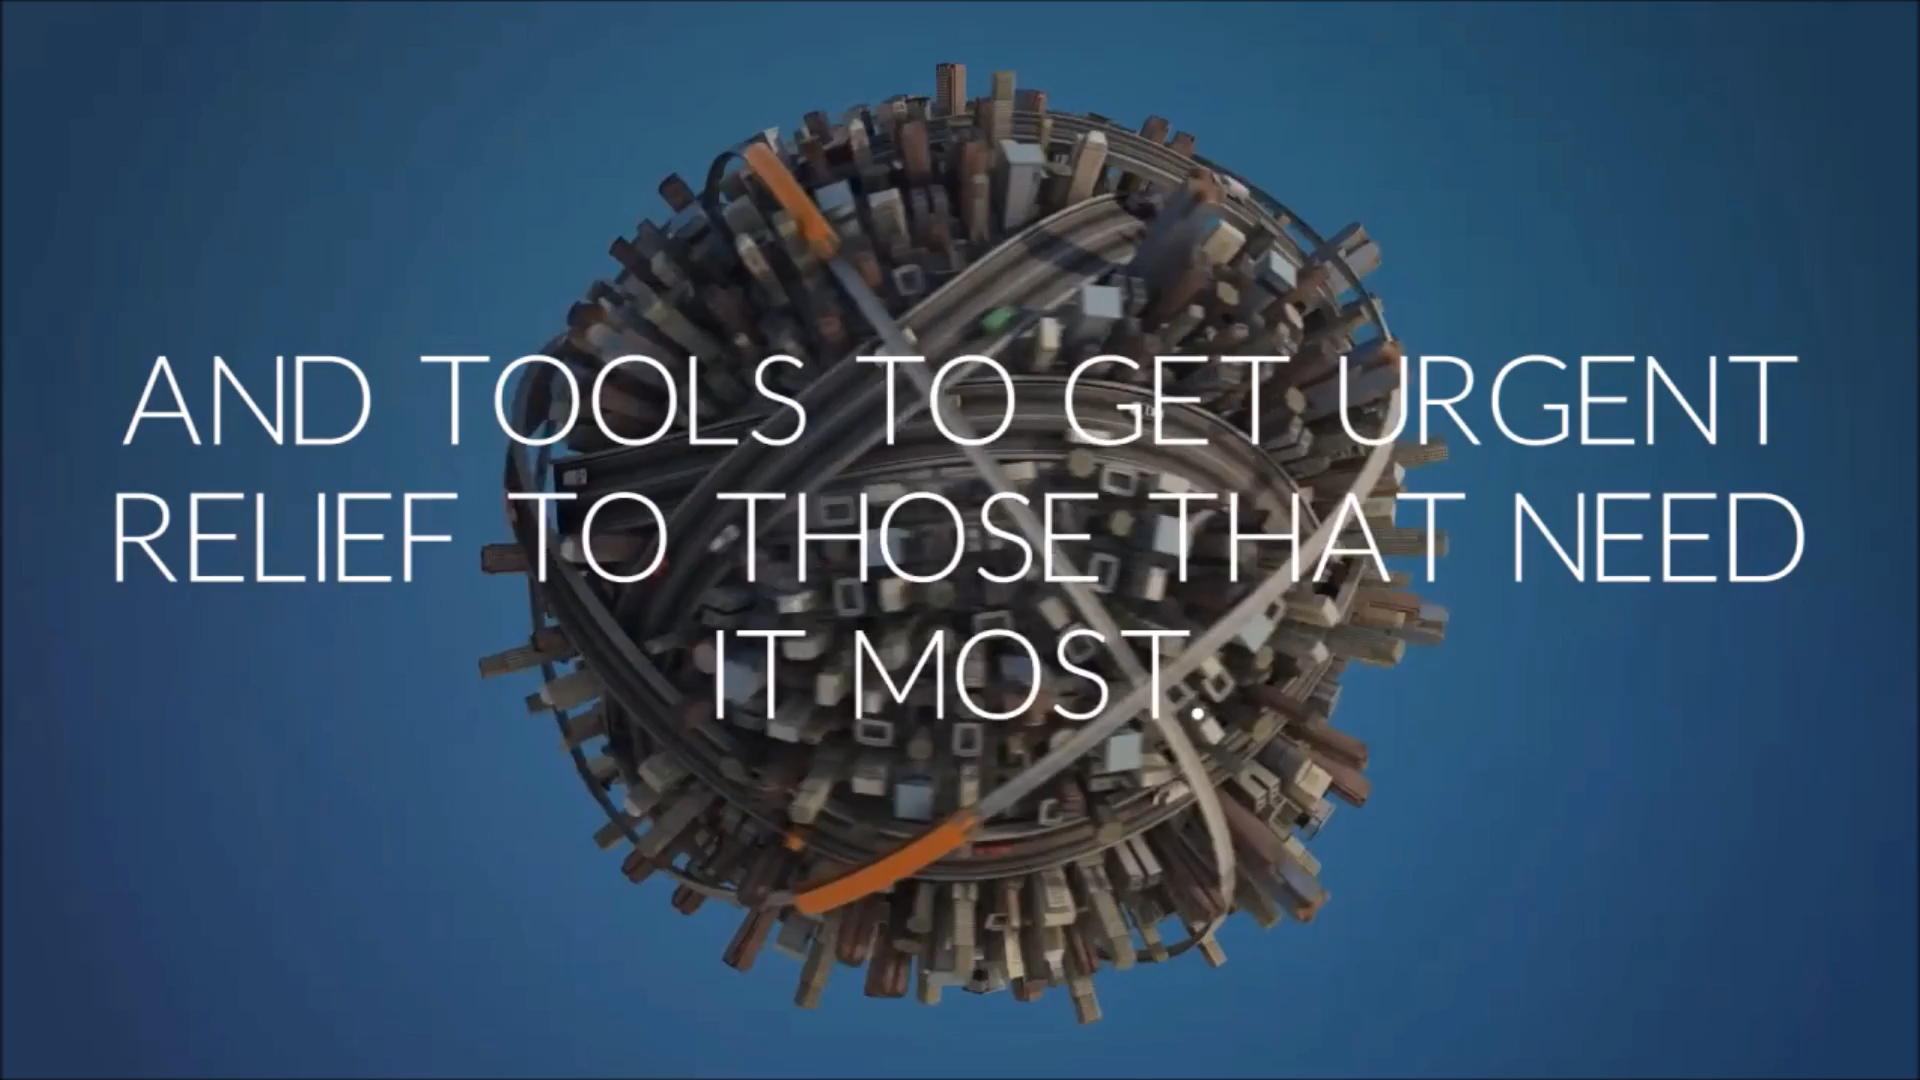 AND TOOLS TO GET URGENT
RELIEF TO THOSE THAT NEED
IT MOST.